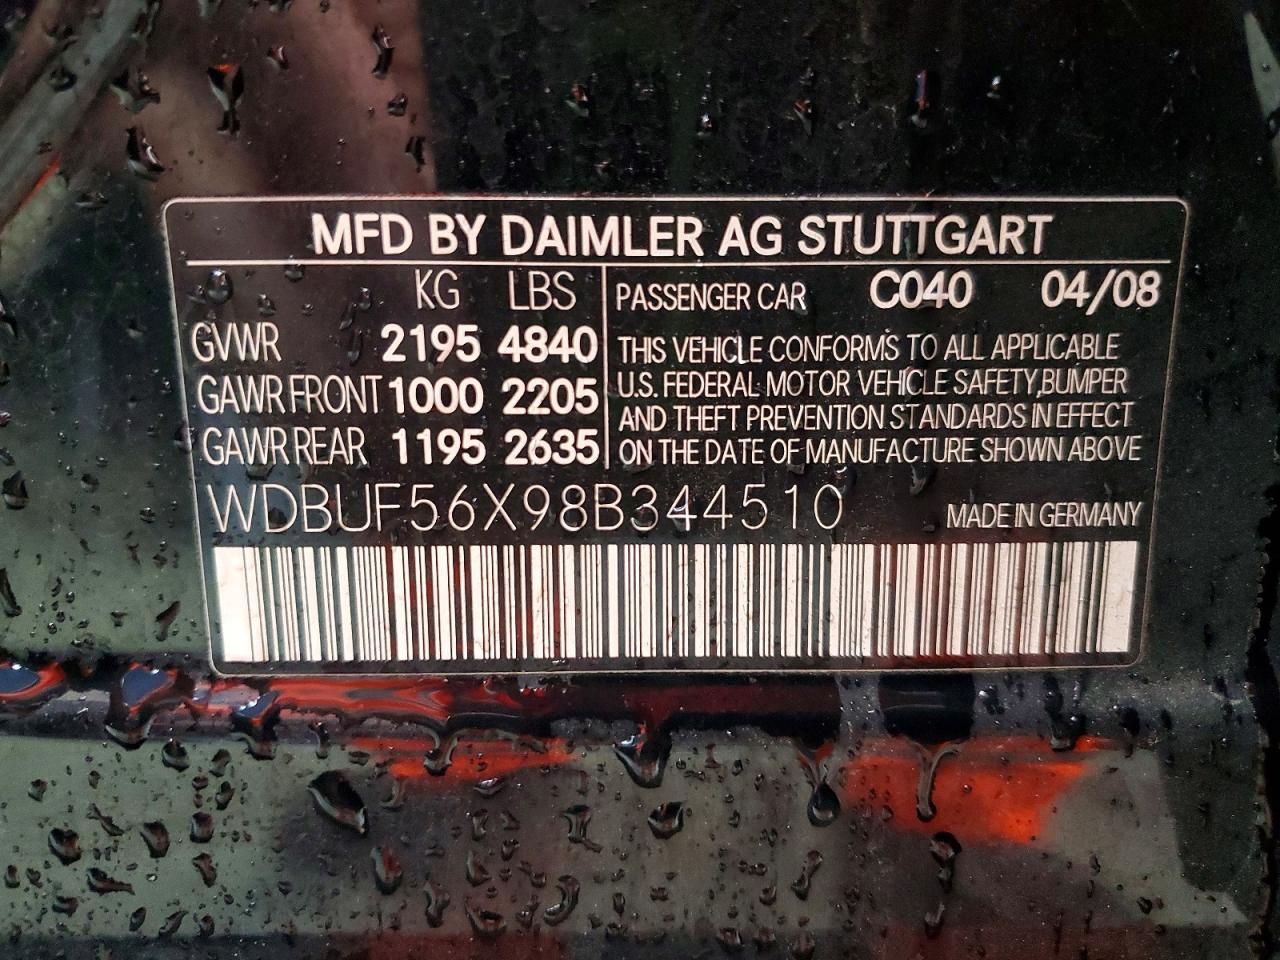 MFD BY DAIMLER AG STUTTGART
KG LBS
GVWR 2195 4840
GAWR FRONT 1000 2205
GAWR REAR 1195 2635
PASSENGER CAR C040 04/08
THIS VEHICLE CONFORMS TO ALL APPLICABLE
U.S. FEDERAL MOTOR VEHICLE SAFETY,BUMPER
AND THEFT PREVENTION STANDARDS IN EFFECT
ON THE DATE OF MANUFACTURE SHOWN ABOVE
WDBUF56X98B344510
MADE IN GERMANY